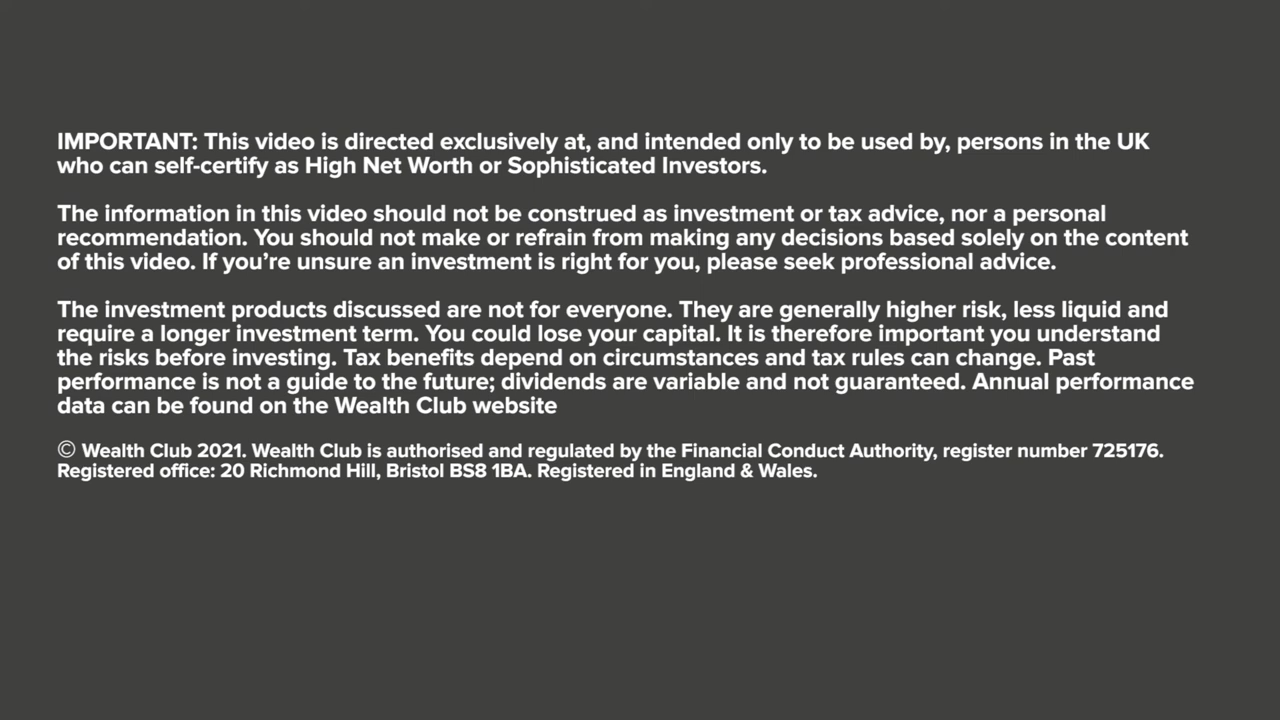 IMPORTANT: This video is directed exclusively at, and intended only to be used by, persons in the UK
who can self-certify as High Net Worth or Sophisticated Investors.
The information in this video should not be construed as investment or tax advice, nor a personal
recommendation. You should not make or refrain from making any decisions based solely on the content
of this video. If you’re unsure an investment is right for you, please seek professional advice.
The investment products discussed are not for everyone. They are generally higher risk, less liquid and
require a longer investment term. You could lose your capital. It is therefore important you understand
the risks before investing. Tax benefits depend on circumstances and tax rules can change. Past
performance is not a guide to the future; dividends are variable and not guaranteed. Annual performance
data can be found on the Wealth Club website
© Wealth Club 2021. Wealth Club is authorised and regulated by the Financial Conduct Authority, register number 725176.
Registered office: 20 Richmond Hill, Bristol BS8 1BA. Registered in England & Wales.